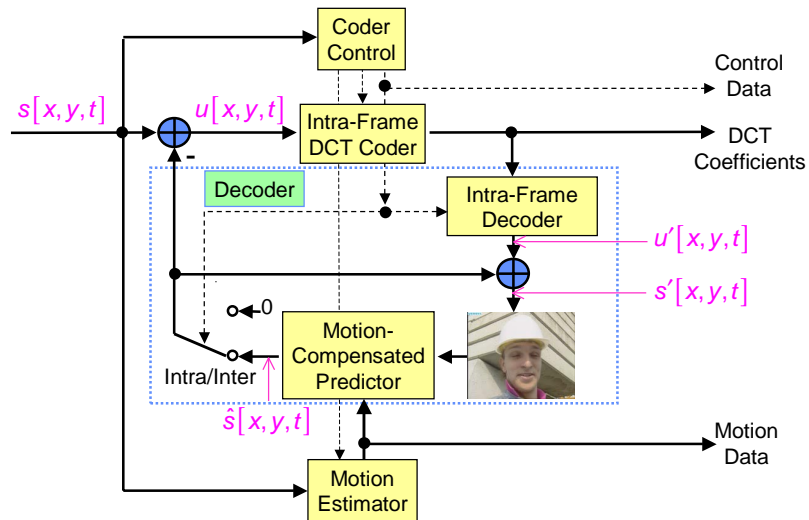 Coder
Control
Control
Data
s[x,y,t]
u[x,y,t]
Intra-Frame
DCT Coder
DCT
Coefficients
-
Decoder
Intra-Frame
Decoder
u′[x,y,t]
s′[x,y,t]
0
Motion-
Compensated
Predictor
Intra/Inter
ŝ[x,y,t]
Motion
Data
Motion
Estimator